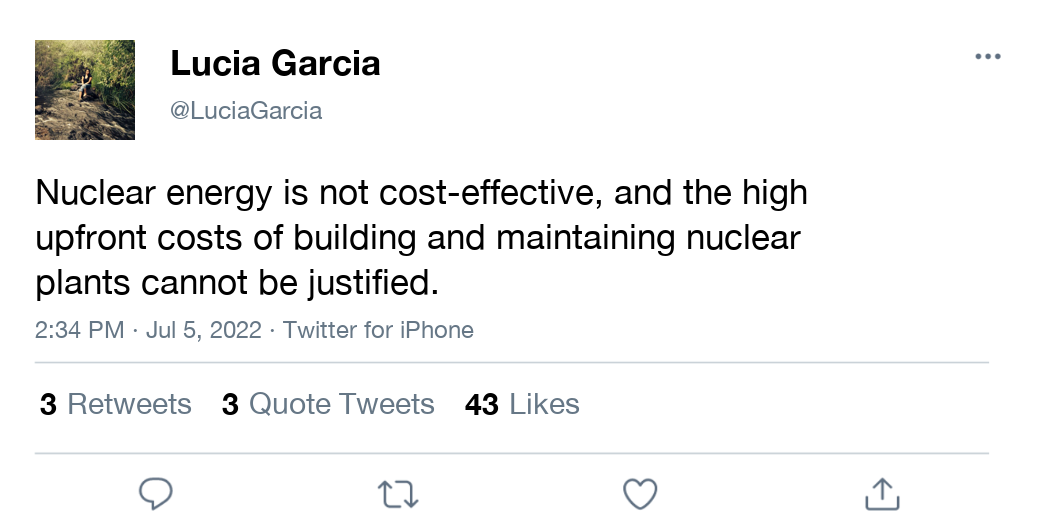 Lucia Garcia
@LuciaGarcia
Nuclear energy is not cost-effective, and the high
upfront costs of building and maintaining nuclear
plants cannot be justified.
2:34 PM · Jul 5, 2022 · Twitter for iPhone
3 Retweets 3 Quote Tweets 43 Likes